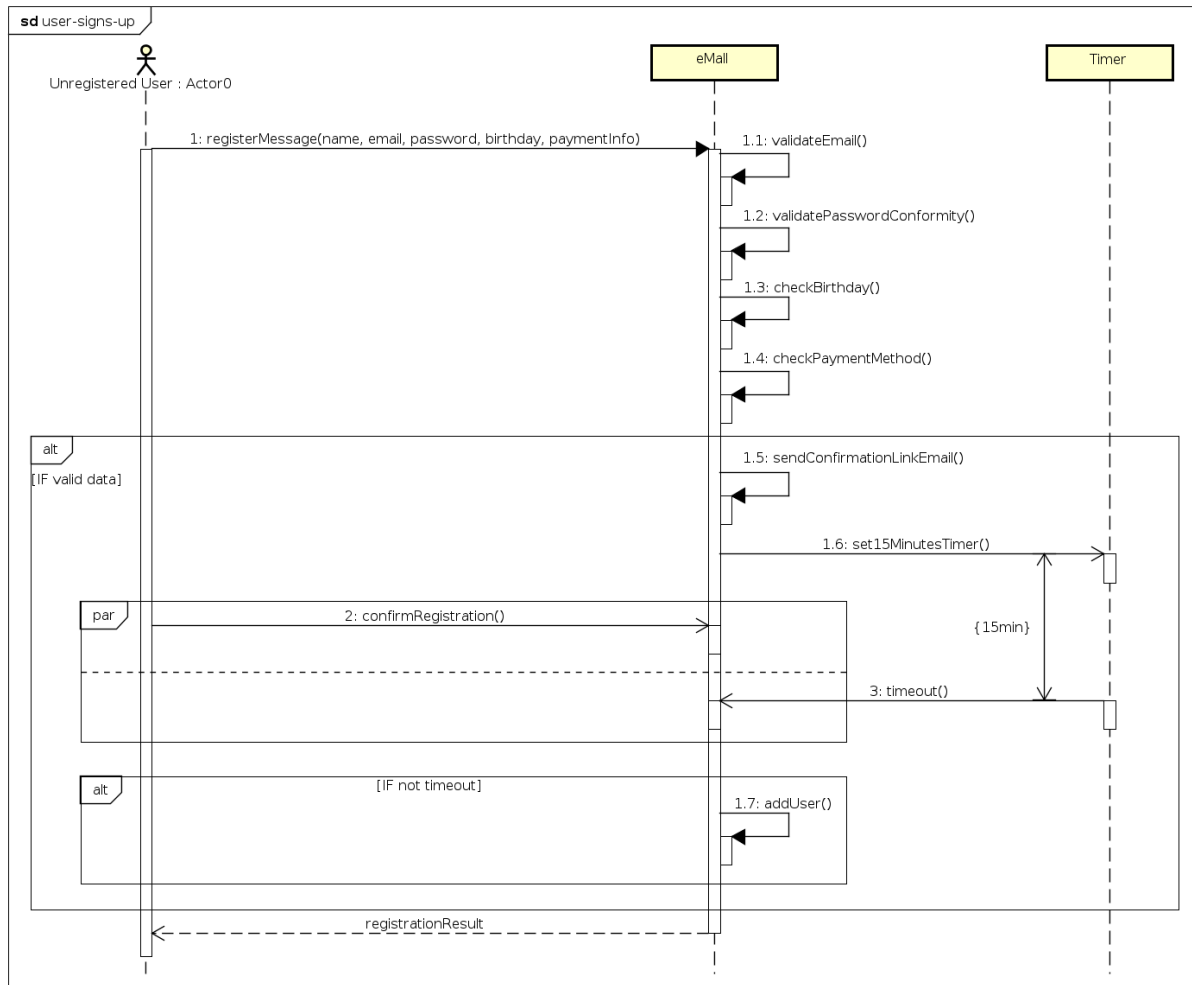 sd user-signs-up
Unregistered User : Actor0
eMall
Timer
1: registerMessage(name, email, password, birthday, paymentInfo)
1.1: validateEmail()
1.2: validatePasswordConformity()
1.3: checkBirthday()
1.4: checkPaymentMethod()
alt
[IF valid data]
1.5: sendConfirmationLinkEmail()
1.6: set15MinutesTimer()
par
2: confirmRegistration()
{15min}
3: timeout()
alt
[IF not timeout]
1.7: addUser()
registrationResult